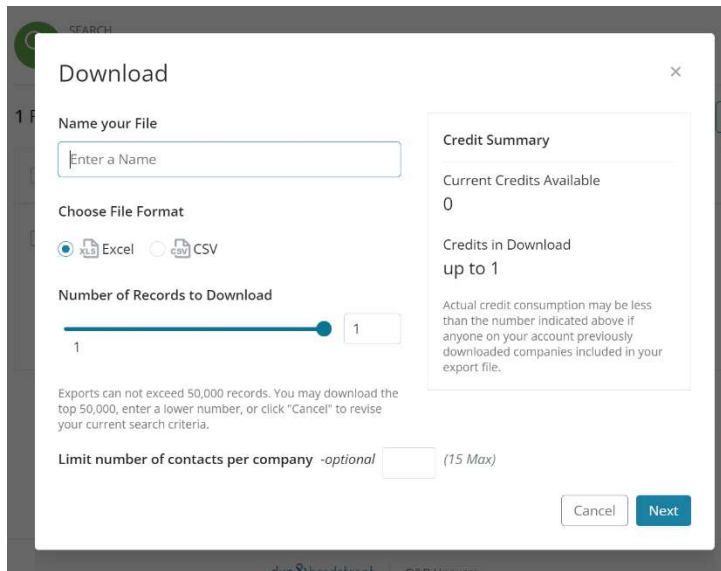 SEARCH
Download
×
1 F
Name your File
Enter a Name
Choose File Format
XLS Excel CSV CSV
Number of Records to Download
1
1
Exports can not exceed 50,000 records. You may download the
top 50,000, enter a lower number, or click "Cancel" to revise
your current search criteria.
Limit number of contacts per company -optional (15 Max)
Credit Summary
Current Credits Available
0
Credits in Download
up to 1
Actual credit consumption may be less
than the number indicated above if
anyone on your account previously
downloaded companies included in your
export file.
Cancel Next